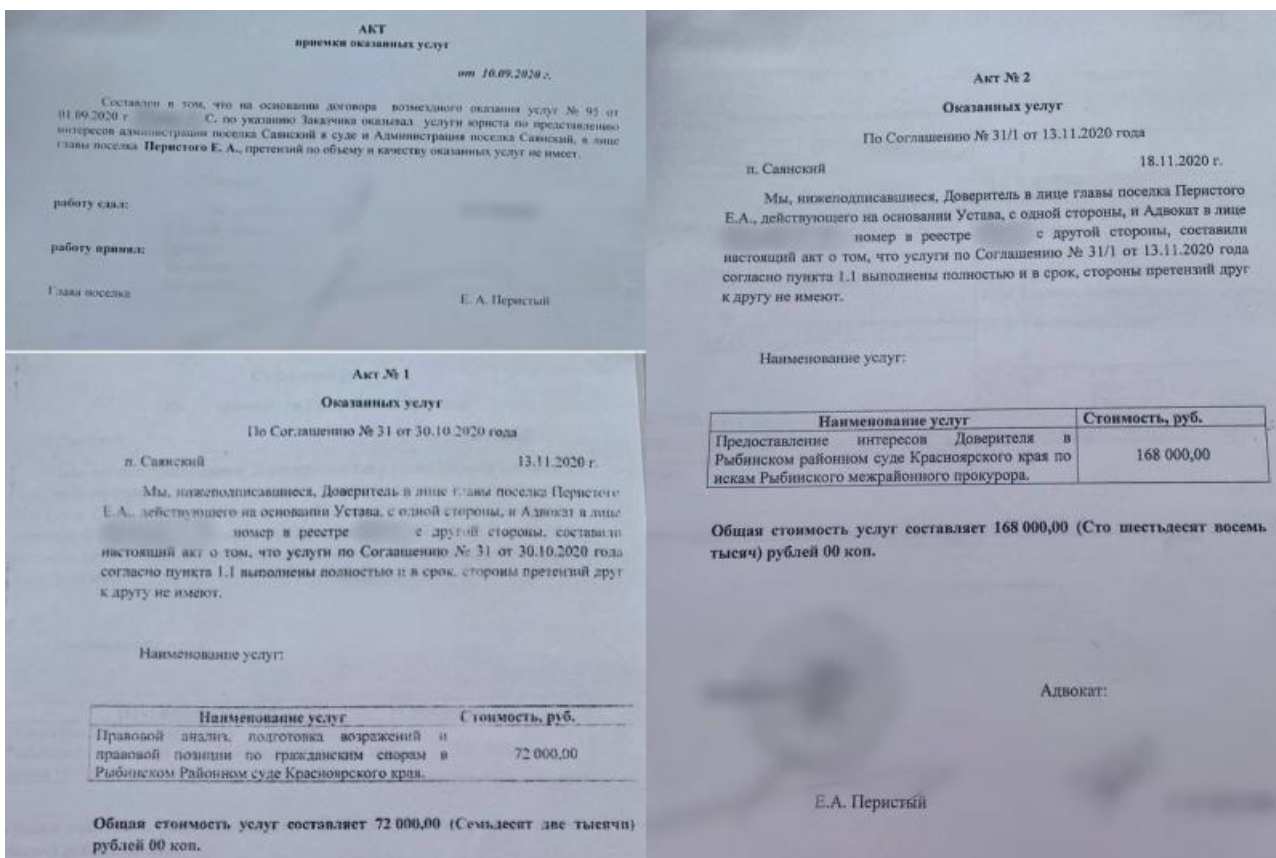 АКТ
приемки оказанных услуг
от 10.09.2020 г.
Составлен в том, что на основании договора возмездного оказания услуг № 95 от
01.09.2020 г С. по указанию Заказчика оказывал услуги юриста по представлению
интересов администрации поселка Саянский в суде и Администрация поселка Саянский, в лице
главы поселка Перистого Е. А., претензий по объему и качеству оказанных услуг не имеет.
работу сдал:
работу принял:
Глава поселка
Е. А. Перистый
Акт № 1
Оказанных услуг
По Соглашению № 31 от 30.10.2020 года
п. Саянский 13.11.2020 г.
Мы, нижеподписавшиеся, Доверитель в лице главы поселка Перистого
Е.А., действующего на основании Устава, с одной стороны, и Адвокат в лице
номер в реестре с другой стороны, составили
настоящий акт о том, что услуги по Соглашению № 31 от 30.10.2020 года
согласно пункта 1.1 выполнены полностью и в срок, стороны претензий друг
к другу не имеют.
Наименование услуг:
Наименование услуг Стоимость, руб.
Правовой анализ, подготовка возражений и
правовой позиции по гражданским спорам в
Рыбинском Районном суде Красноярского края.
72 000,00
Общая стоимость услуг составляет 72 000,00 (Семьдесят две тысячи)
рублей 00 коп.
Акт № 2
Оказанных услуг
По Соглашению № 31/1 от 13.11.2020 года
п. Саянский 18.11.2020 г.
Мы, нижеподписавшиеся, Доверитель в лице главы поселка Перистого
Е.А., действующего на основании Устава, с одной стороны, и Адвокат в лице
номер в реестре с другой стороны, составили
настоящий акт о том, что услуги по Соглашению № 31/1 от 13.11.2020 года
согласно пункта 1.1 выполнены полностью и в срок, стороны претензий друг
к другу не имеют.
Наименование услуг:
Наименование услуг Стоимость, руб.
Предоставление интересов Доверителя в
Рыбинском районном суде Красноярского края по
искам Рыбинского межрайонного прокурора.
168 000,00
Общая стоимость услуг составляет 168 000,00 (Сто шестьдесят восемь
тысяч) рублей 00 коп.
Адвокат:
Е.А. Перистый